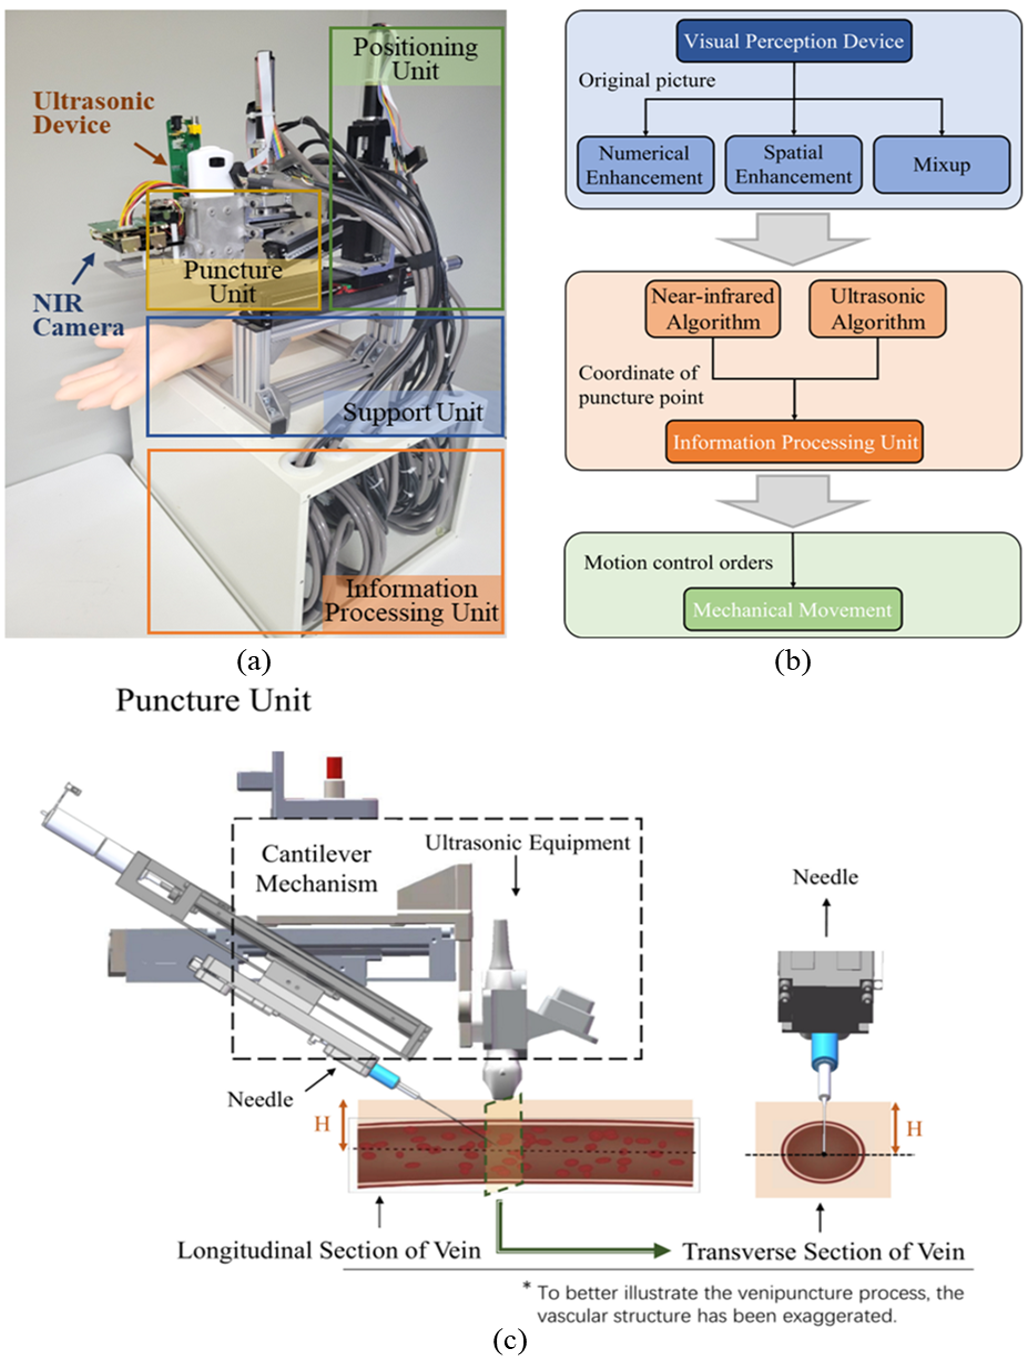 Positioning
Unit
Ultrasonic
Device
Puncture
Unit
NIR
Camera
Support Unit
Information
Processing Unit
(a)
Visual Perception Device
Original picture
Numerical
Enhancement
Spatial
Enhancement
Mixup
Near-infrared
Algorithm
Ultrasonic
Algorithm
Coordinate of
puncture point
Information Processing Unit
Motion control orders
Mechanical Movement
(b)
Puncture Unit
Cantilever
Mechanism
Ultrasonic Equipment
Needle
H
Longitudinal Section of Vein
Needle
H
Transverse Section of Vein
* To better illustrate the venipuncture process, the
vascular structure has been exaggerated.
(c)